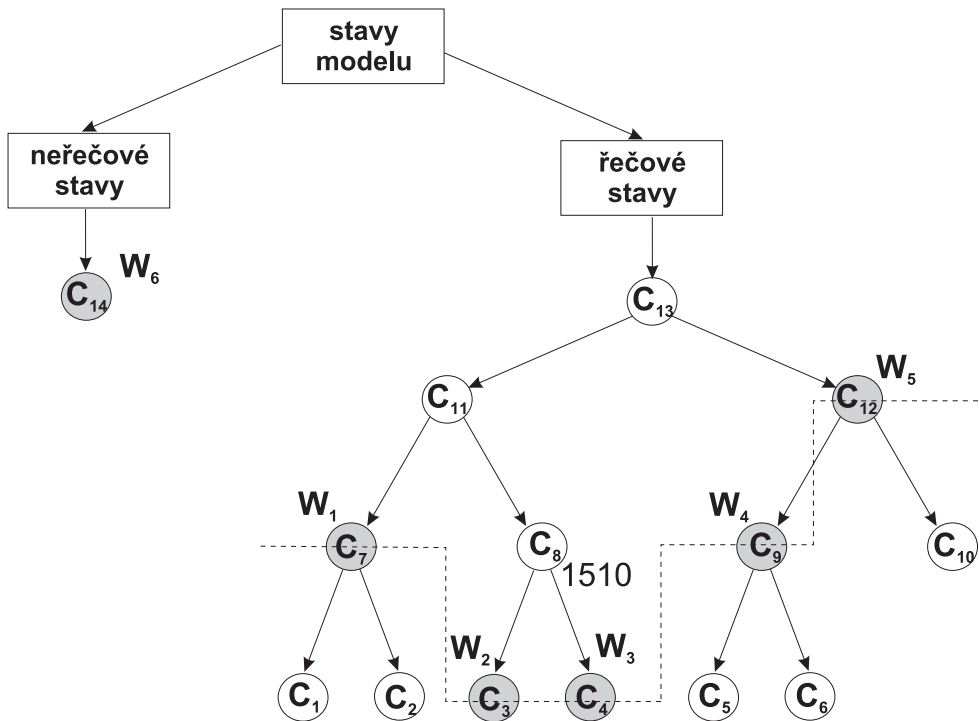 stavy
modelu
neřečové
stavy
řečové
stavy
W₆
C₁₄
C₁₃
W₅
C₁₂
C₁₁
W₁
W₄
C₇
C₈
C₉
C₁₀
1510
W₂
W₃
C₁
C₂
C₃
C₄
C₅
C₆